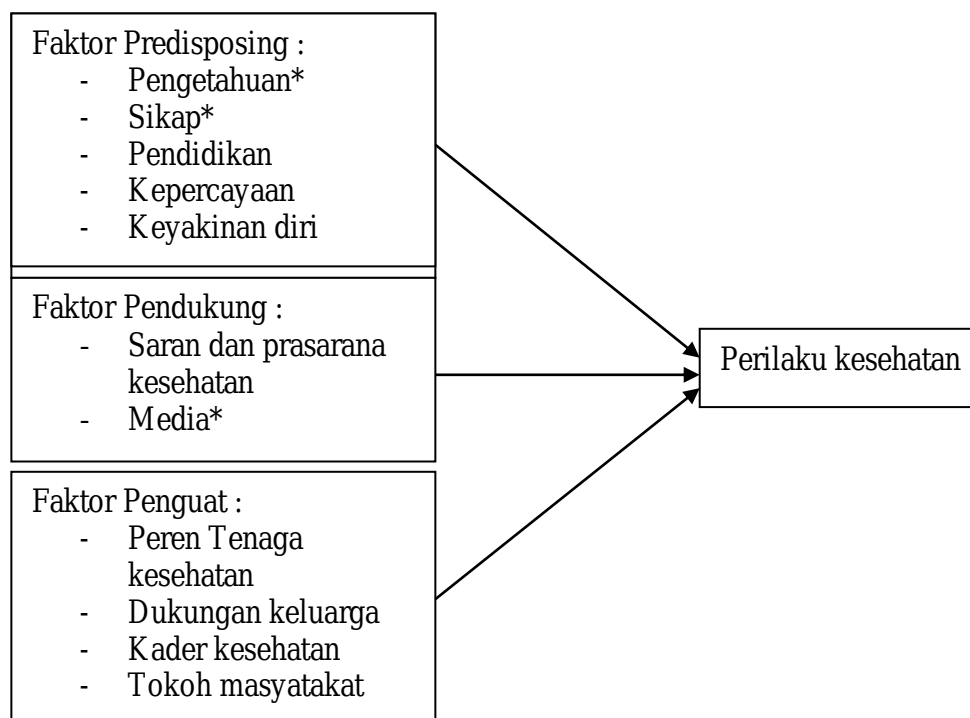 Faktor Predisposing :
- Pengetahuan*
- Sikap*
- Pendidikan
- Kepercayaan
- Keyakinan diri
Faktor Pendukung :
- Saran dan prasarana
kesehatan
- Media*
Perilaku kesehatan
Faktor Penguat :
- Peren Tenaga
kesehatan
- Dukungan keluarga
- Kader kesehatan
- Tokoh masyatakat